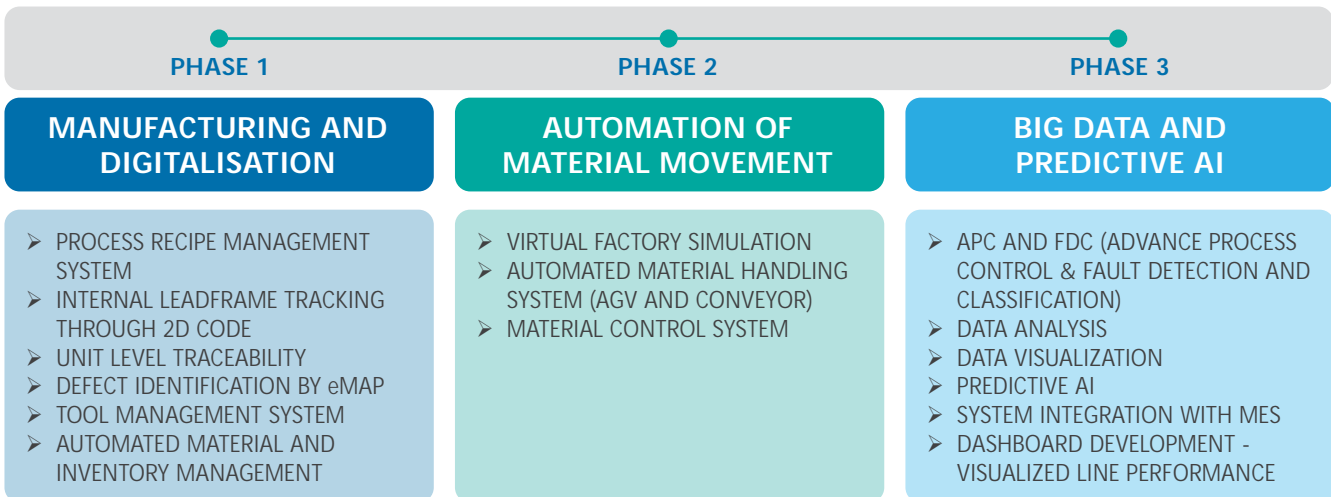 PHASE 1
PHASE 2
PHASE 3
MANUFACTURING AND
DIGITALISATION
➢ PROCESS RECIPE MANAGEMENT
SYSTEM
➢ INTERNAL LEADFRAME TRACKING
THROUGH 2D CODE
➢ UNIT LEVEL TRACEABILITY
➢ DEFECT IDENTIFICATION BY eMAP
➢ TOOL MANAGEMENT SYSTEM
➢ AUTOMATED MATERIAL AND
INVENTORY MANAGEMENT
AUTOMATION OF
MATERIAL MOVEMENT
➢ VIRTUAL FACTORY SIMULATION
➢ AUTOMATED MATERIAL HANDLING
SYSTEM (AGV AND CONVEYOR)
➢ MATERIAL CONTROL SYSTEM
BIG DATA AND
PREDICTIVE AI
➢ APC AND FDC (ADVANCE PROCESS
CONTROL & FAULT DETECTION AND
CLASSIFICATION)
➢ DATA ANALYSIS
➢ DATA VISUALIZATION
➢ PREDICTIVE AI
➢ SYSTEM INTEGRATION WITH MES
➢ DASHBOARD DEVELOPMENT -
VISUALIZED LINE PERFORMANCE